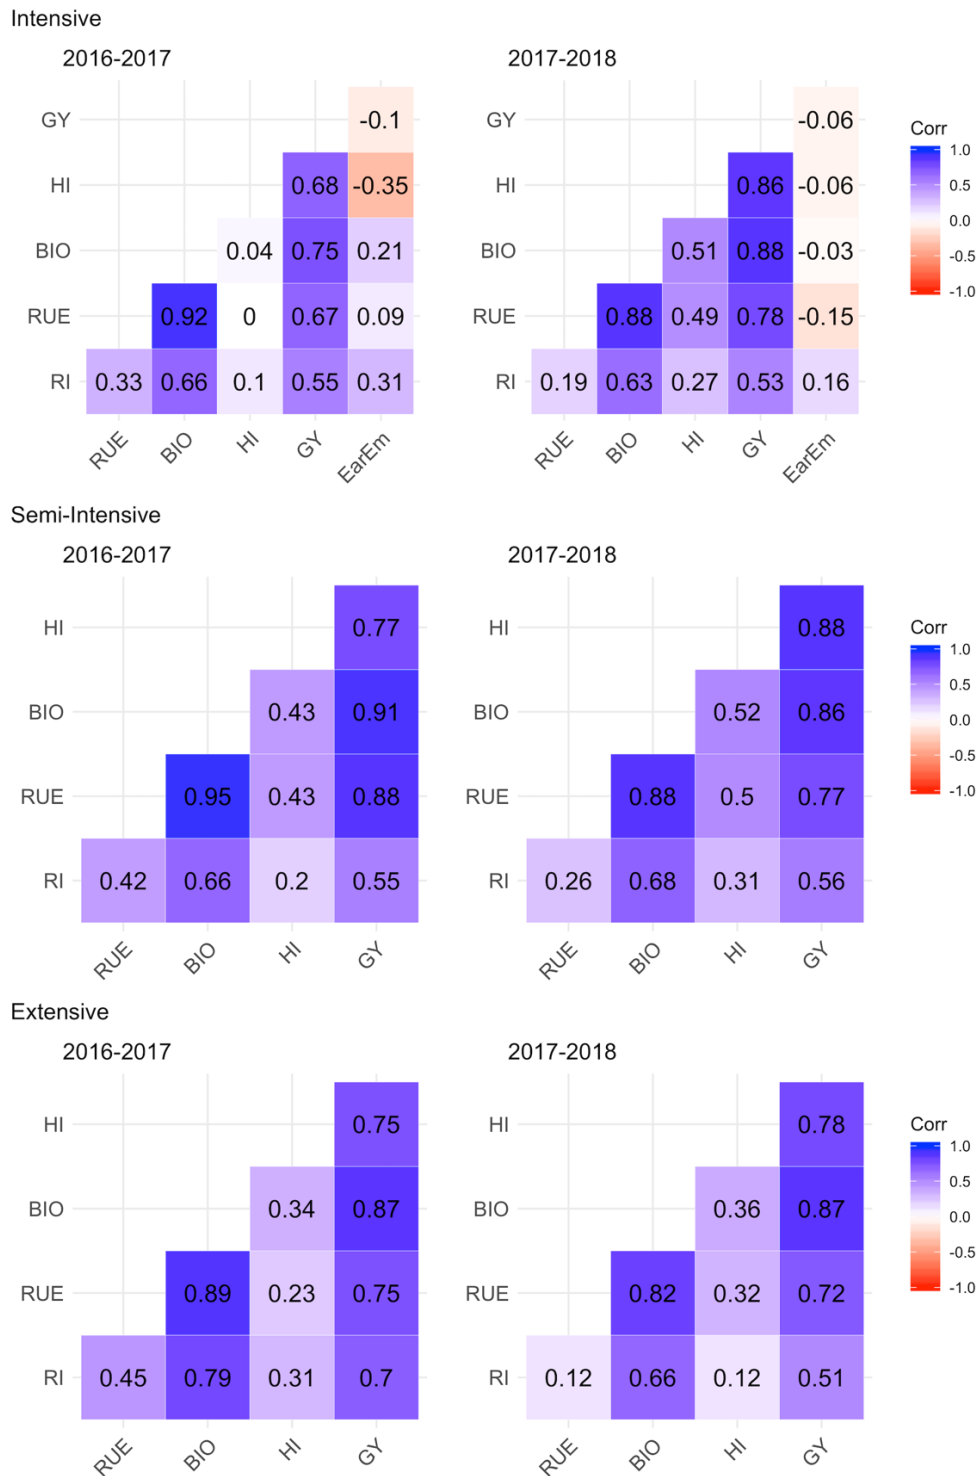 Intensive
2016-2017 2017-2018
GY -0.1 -0.06
HI 0.68 -0.35 0.86 -0.06
BIO 0.04 0.75 0.21 0.51 0.88 -0.03
RUE 0.92 0 0.67 0.09 0.88 0.49 0.78 -0.15
RI 0.33 0.66 0.1 0.55 0.31 0.19 0.63 0.27 0.53 0.16
RUE BIO HI GY EarEm RUE BIO HI GY EarEm
Corr
1.0
0.5
0.0
-0.5
-1.0
Semi-Intensive
2016-2017 2017-2018
HI 0.77 HI 0.88
BIO 0.43 0.91 BIO 0.52 0.86
RUE 0.95 0.43 0.88 RUE 0.88 0.5 0.77
RI 0.42 0.66 0.2 0.55 RI 0.26 0.68 0.31 0.56
RUE BIO HI GY RUE BIO HI GY
Corr
1.0
0.5
0.0
-0.5
-1.0
Extensive
2016-2017 2017-2018
HI 0.75 HI 0.78
BIO 0.34 0.87 BIO 0.36 0.87
RUE 0.89 0.23 0.75 RUE 0.82 0.32 0.72
RI 0.45 0.79 0.31 0.7 RI 0.12 0.66 0.12 0.51
RUE BIO HI GY RUE BIO HI GY
Corr
1.0
0.5
0.0
-0.5
-1.0